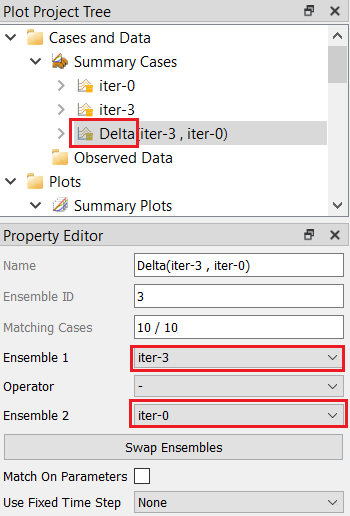 Plot Project Tree
Cases and Data
Summary Cases
iter-0
iter-3
Delta(iter-3 , iter-0)
Observed Data
Plots
Summary Plots
Property Editor
Name Delta(iter-3 , iter-0)
Ensemble ID 3
Matching Cases 10 / 10
Ensemble 1 iter-3
Operator -
Ensemble 2 iter-0
Swap Ensembles
Match On Parameters
Use Fixed Time Step None